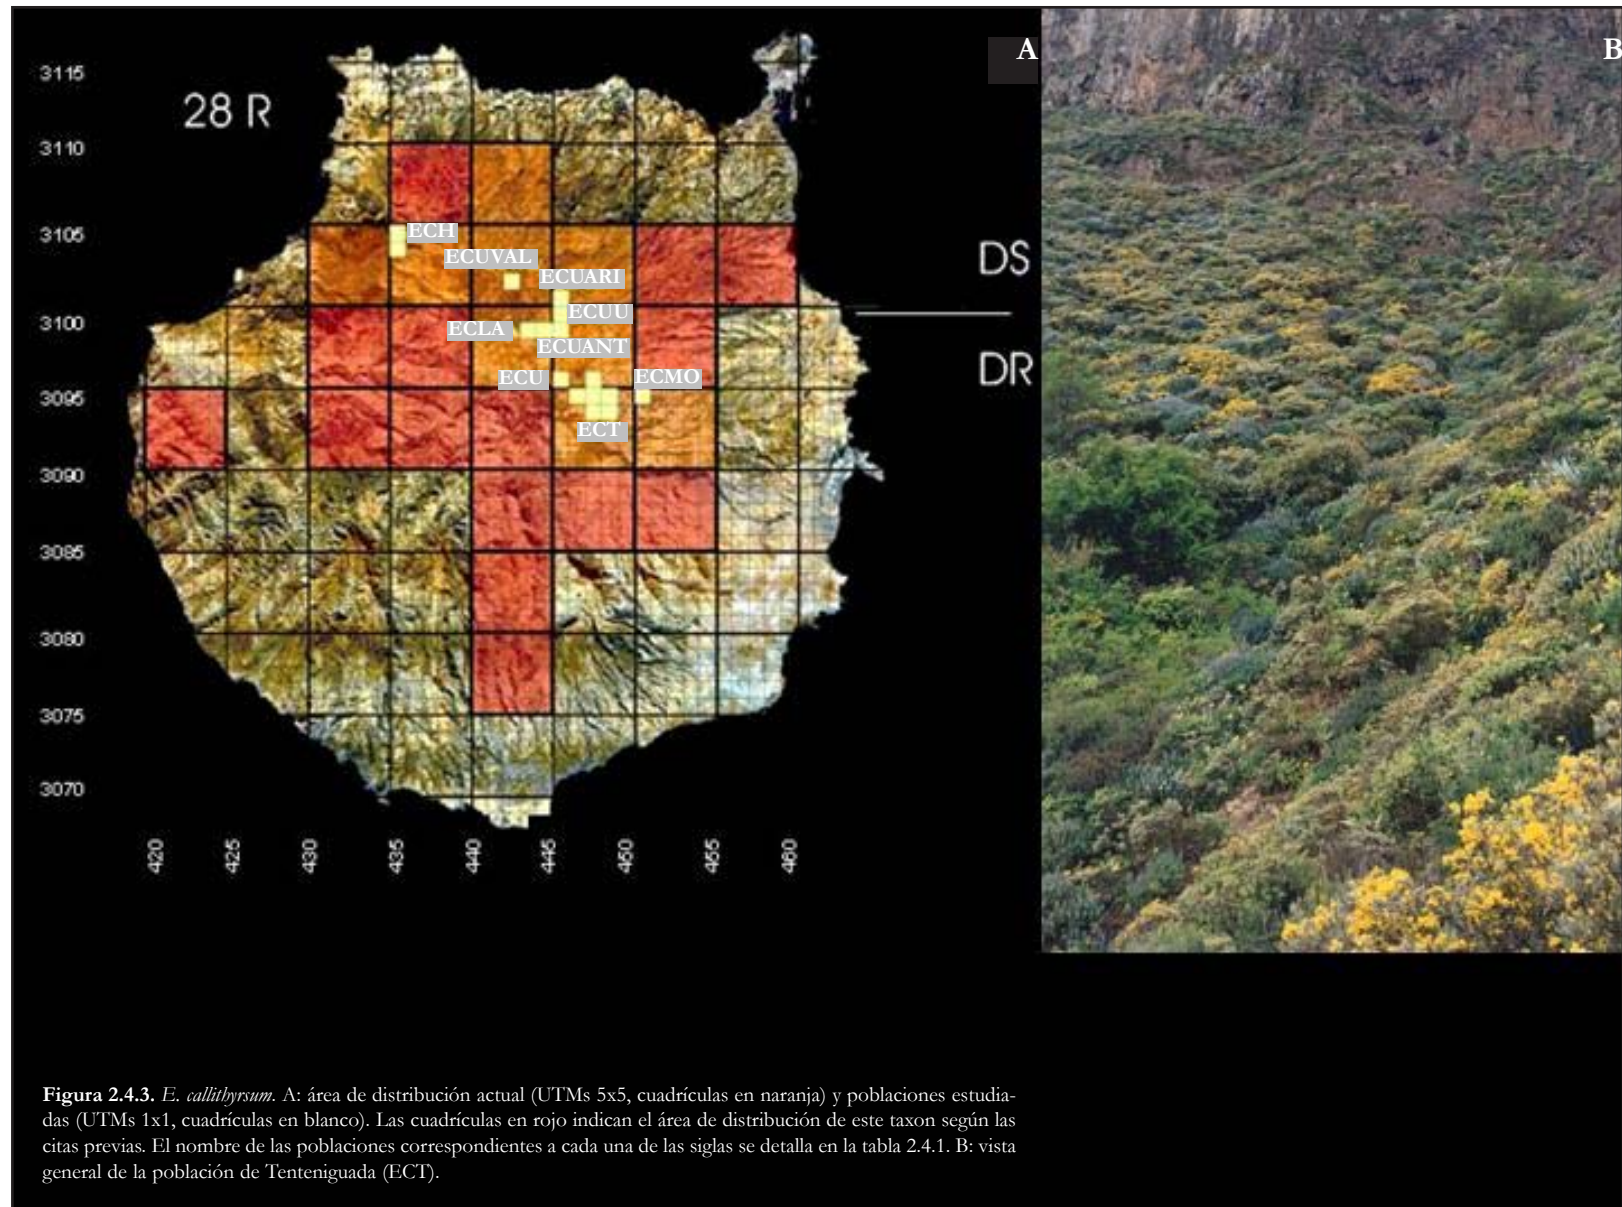 A
B
28 R
3115
3110
3105
3100
3095
3090
3085
3080
3075
3070
ECH
ECUVAL
ECUARI
ECUU
ECLA
ECUANT
ECU
ECMO
ECT
DS
DR
420
425
430
435
440
445
450
455
460
Figura 2.4.3. E. callithyrsum. A: área de distribución actual (UTMs 5x5, cuadrículas en naranja) y poblaciones estudia-
das (UTMs 1x1, cuadrículas en blanco). Las cuadrículas en rojo indican el área de distribución de este taxon según las
citas previas. El nombre de las poblaciones correspondientes a cada una de las siglas se detalla en la tabla 2.4.1. B: vista
general de la población de Tenteniguada (ECT).